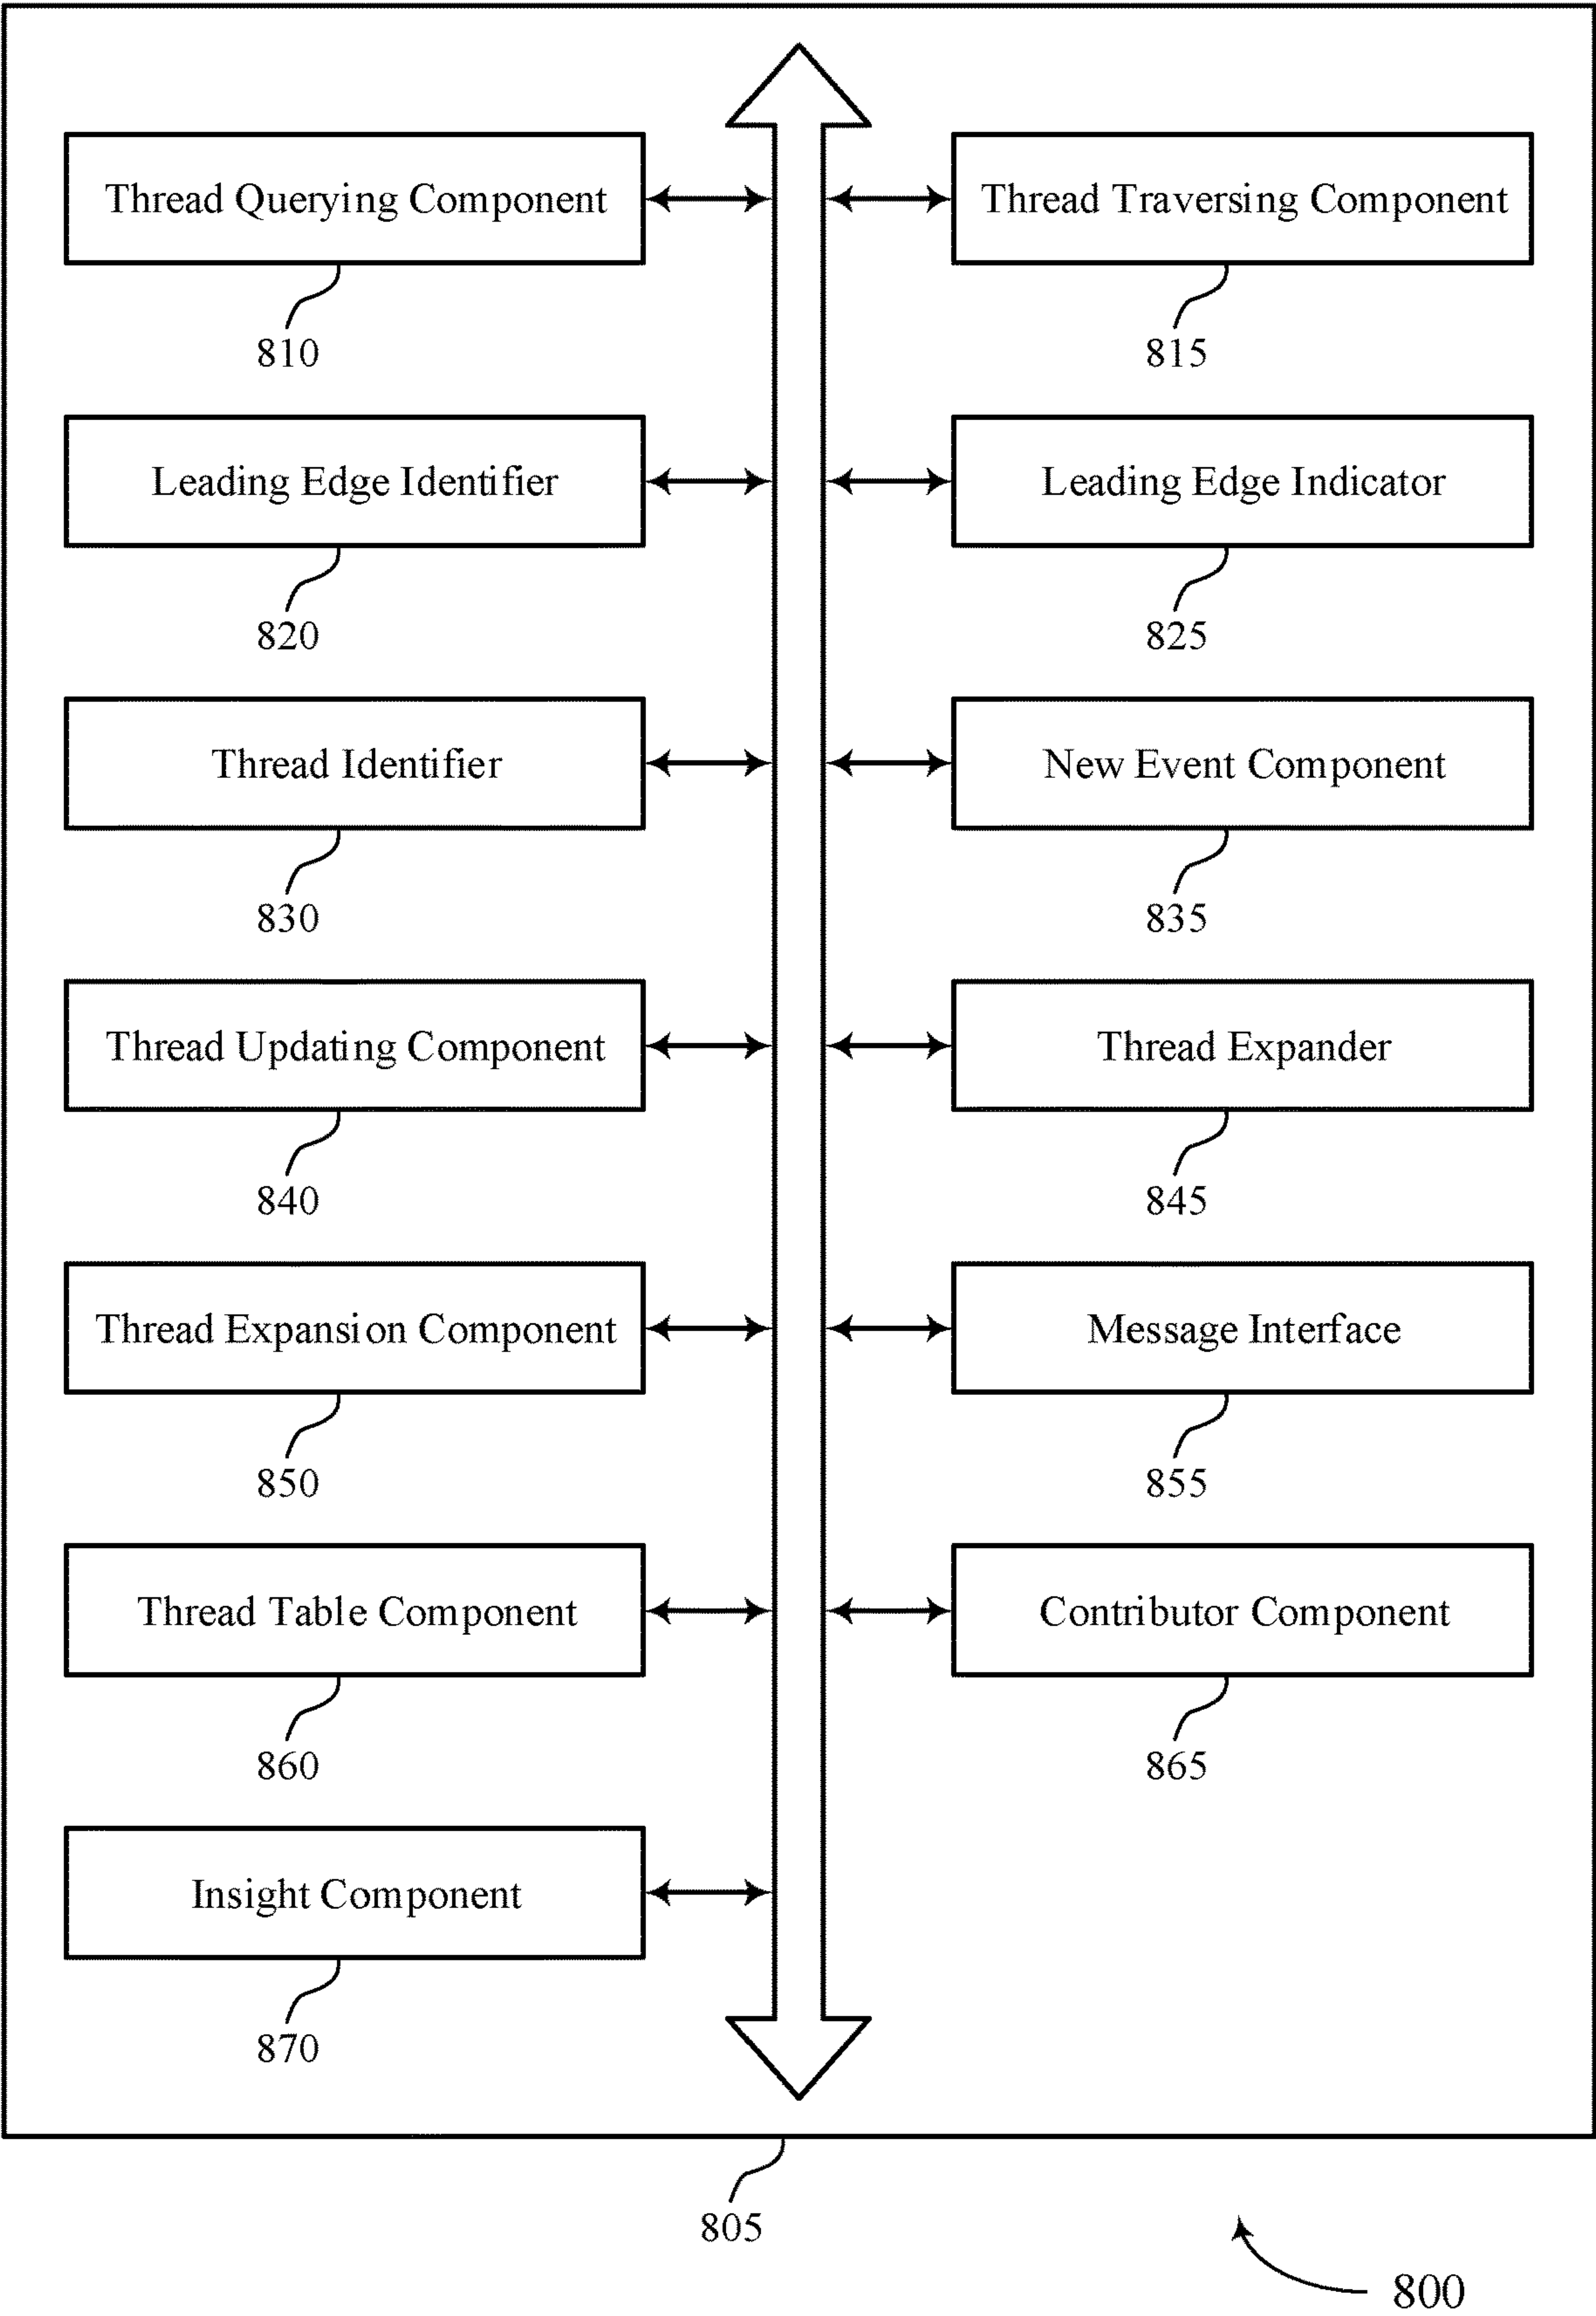 Thread Querying Component
Thread Traversing Component
810
815
Leading Edge Identifier
Leading Edge Indicator
820
825
Thread Identifier
New Event Component
830
835
Thread Updating Component
Thread Expander
840
845
Thread Expansion Component
Message Interface
850
855
Thread Table Component
Contributor Component
860
865
Insight Component
870
805
800